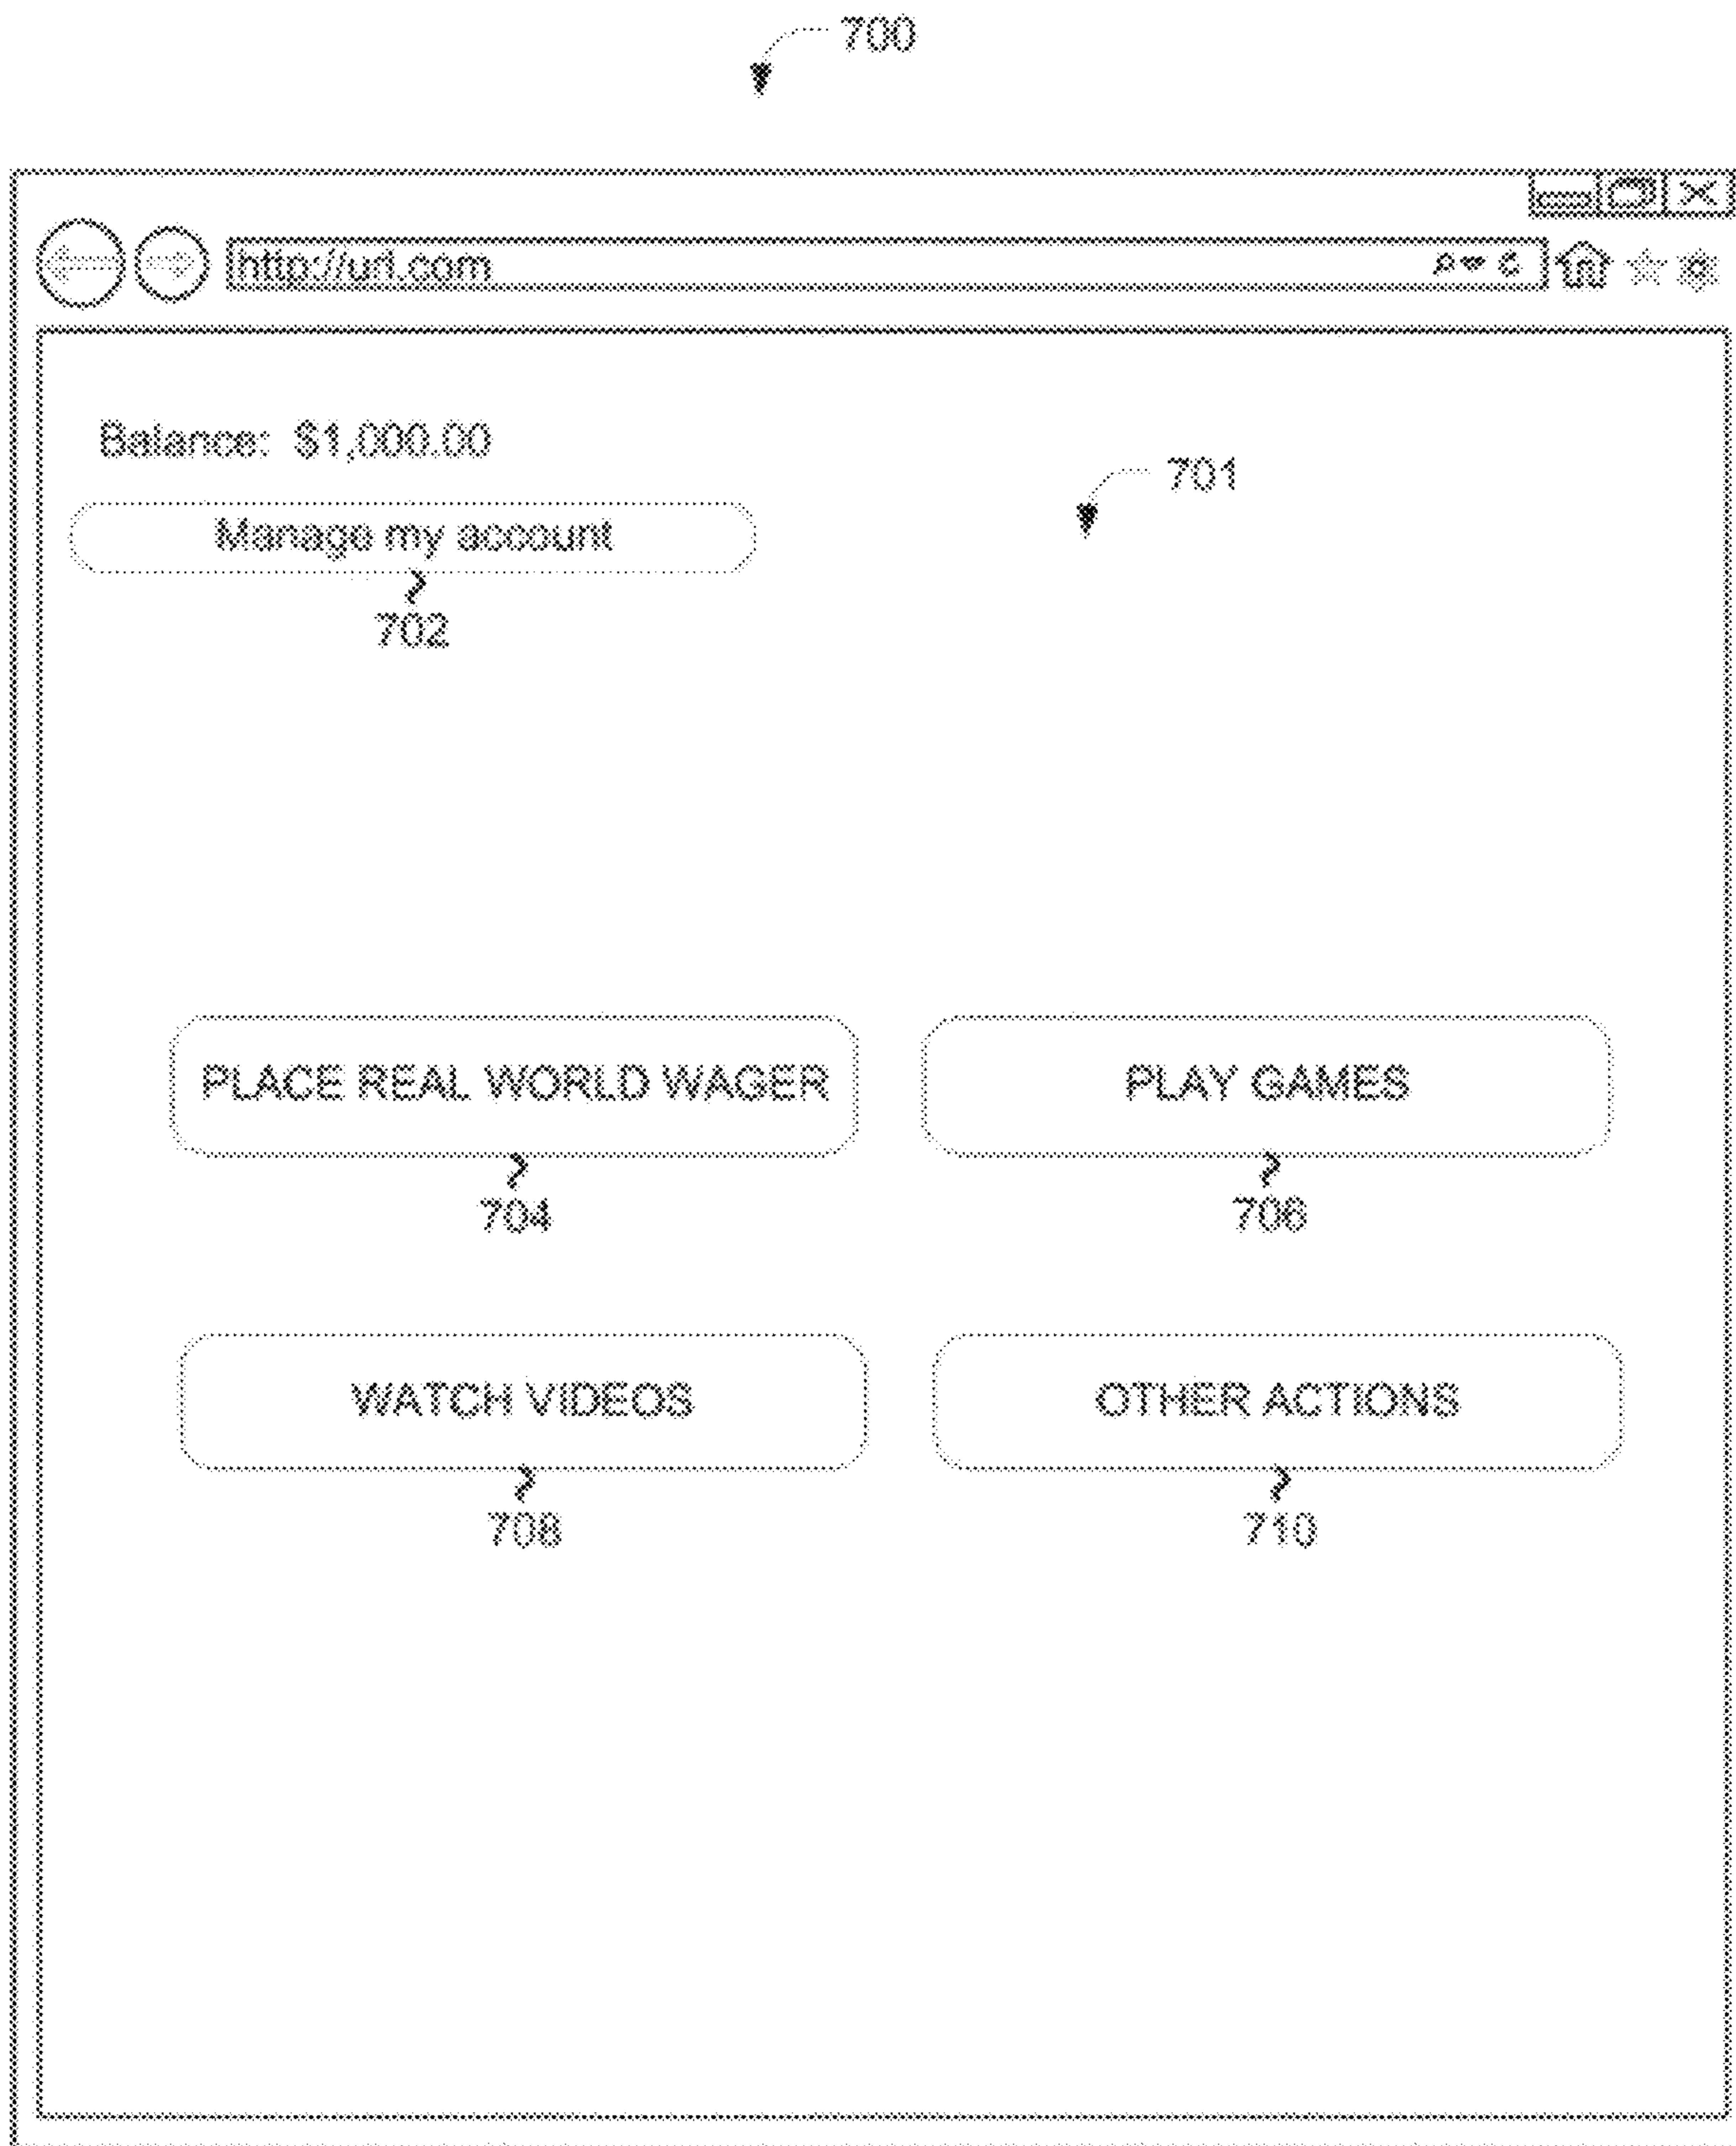 700
http://url.com
Balance: $1,000.00
701
Manage my account
702
PLACE REAL WORLD WAGER
PLAY GAMES
704
706
WATCH VIDEOS
OTHER ACTIONS
708
710